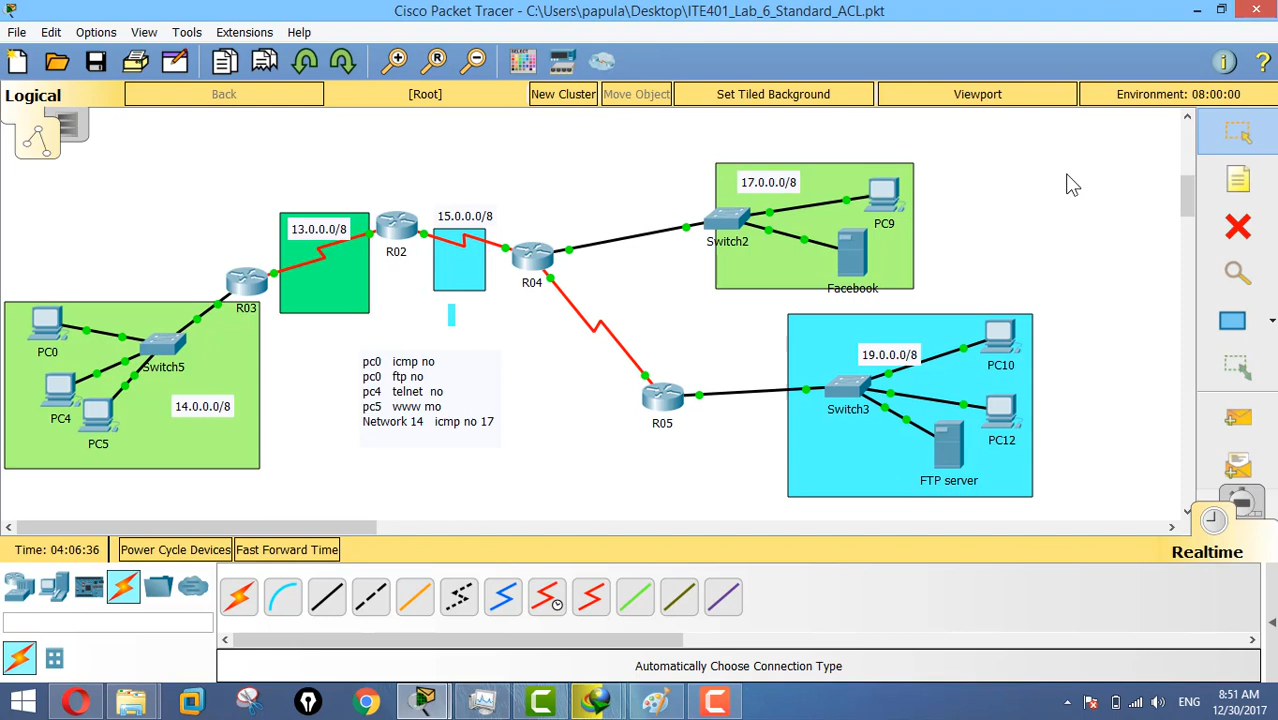 Cisco Packet Tracer - C:\Users\papula\Desktop\ITE401_Lab_6_Standard_ACL.pkt
File Edit Options View Tools Extensions Help
Logical Back [Root] New Cluster Move Object Set Tiled Background Viewport Environment: 08:00:00
17.0.0.0/8
PC9
Switch2
Facebook
13.0.0.0/8
15.0.0.0/8
R02
R04
R03
PC0
Switch5
PC4
14.0.0.0/8
PC5
pc0 icmp no
pc0 ftp no
pc4 telnet no
pc5 www mo
Network 14 icmp no 17
R05
19.0.0.0/8
PC10
Switch3
PC12
FTP server
Time: 04:06:36 Power Cycle Devices Fast Forward Time
Realtime
Automatically Choose Connection Type
ENG
8:51 AM
12/30/2017